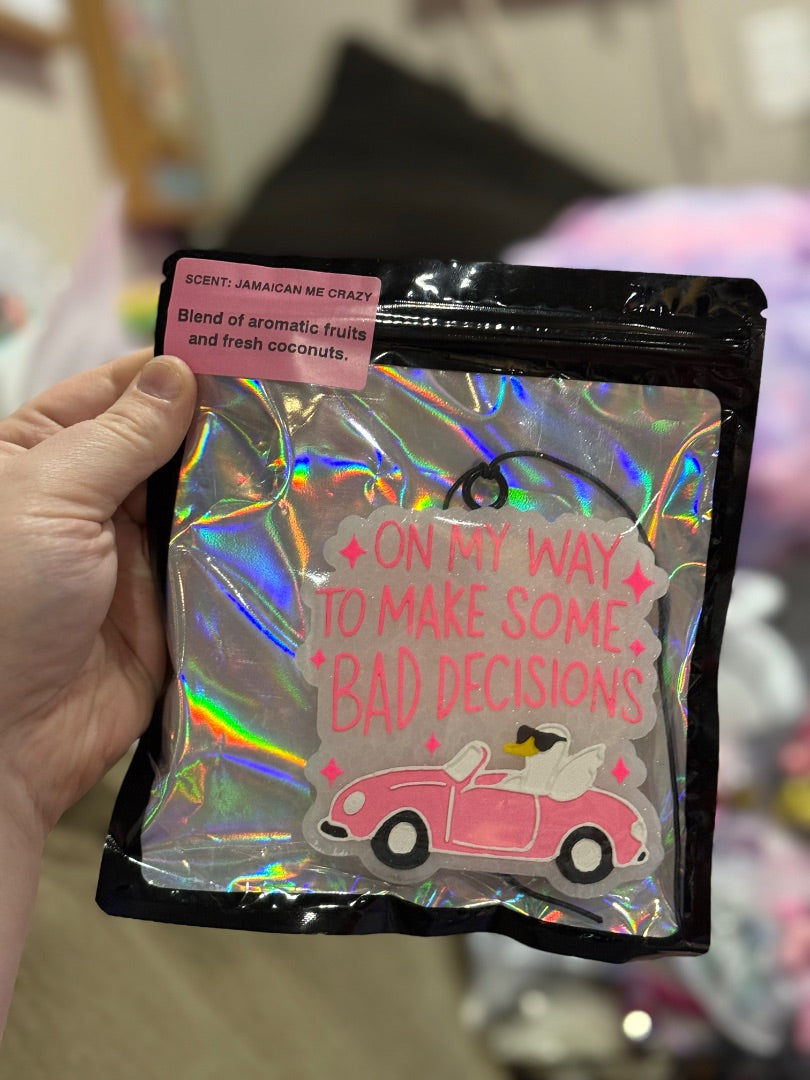 SCENT: JAMAICAN ME CRAZY
Blend of aromatic fruits
and fresh coconuts.
ON MY WAY
TO MAKE SOME
BAD DECISIONS